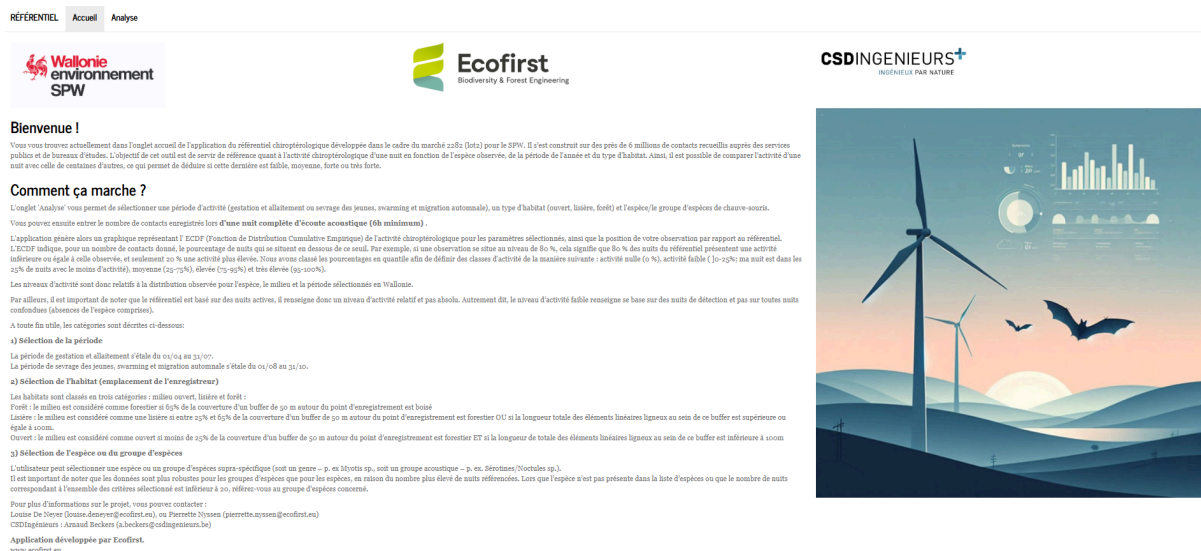 RÉFÉRENTIEL Accueil Analyse
Wallonie
environnement
SPW
Ecofirst
Biodiversity & Forest Engineering
CSDINGENIEURS+
INGÉNIEUX PAR NATURE
Bienvenue !
Vous vous trouvez actuellement dans l'onglet accueil de l'application du référentiel chiroptérologique développée dans le cadre du marché 2282 (lot2) pour le SPW. Il s'est construit sur des près de 6 millions de contacts recueillis auprès des services
publics et de bureaux d'études. L'objectif de cet outil est de servir de référence quant à l'activité chiroptérologique d'une nuit en fonction de l'espèce observée, de la période de l'année et du type d'habitat. Ainsi, il est possible de comparer l'activité d'une
nuit avec celle de centaines d'autres, ce qui permet de déduire si cette dernière est faible, moyenne, forte ou très forte.
Comment ça marche ?
L'onglet 'Analyse' vous permet de sélectionner une période d'activité (gestation et allaitement ou sevrage des jeunes, swarming et migration automnale), un type d'habitat (ouvert, lisière, forêt) et l'espèce/le groupe d'espèces de chauve-souris.
Vous pouvez ensuite entrer le nombre de contacts enregistrés lors d'une nuit complète d'écoute acoustique (6h minimum) .
L'application génère alors un graphique représentant l' ECDF (Fonction de Distribution Cumulative Empirique) de l'activité chiroptérologique pour les paramètres sélectionnés, ainsi que la position de votre observation par rapport au référentiel.
L'ECDF indique, pour un nombre de contacts donné, le pourcentage de nuits qui se situent en dessous de ce seuil. Par exemple, si une observation se situe au niveau de 80 %, cela signifie que 80 % des nuits du référentiel présentent une activité
inférieure ou égale à celle observée, et seulement 20 % une activité plus élevée. Nous avons classé les pourcentages en quantile afin de définir des classes d'activité de la manière suivante : activité nulle (0 %), activité faible ( ]0-25%; ma nuit est dans les
25% de nuits avec le moins d'activité), moyenne (25-75%), élevée (75-95%) et très élevée (95-100%).
Les niveaux d'activité sont donc relatifs à la distribution observée pour l'espèce, le milieu et la période sélectionnés en Wallonie.
Par ailleurs, il est important de noter que le référentiel est basé sur des nuits actives, il renseigne donc un niveau d'activité relatif et pas absolu. Autrement dit, le niveau d'activité faible renseigne se base sur des nuits de détection et pas sur toutes nuits
confondues (absences de l'espèce comprises).
A toute fin utile, les catégories sont décrites ci-dessous:
1) Sélection de la période
La période de gestation et allaitement s'étale du 01/04 au 31/07.
La période de sevrage des jeunes, swarming et migration automnale s'étale du 01/08 au 31/10.
2) Sélection de l'habitat (emplacement de l'enregistreur)
Les habitats sont classés en trois catégories : milieu ouvert, lisière et forêt :
Forêt : le milieu est considéré comme forestier si 65% de la couverture d'un buffer de 50 m autour du point d'enregistrement est boisé
Lisière : le milieu est considéré comme une lisière si entre 25% et 65% de la couverture d'un buffer de 50 m autour du point d'enregistrement est forestier OU si la longueur totale des éléments linéaires ligneux au sein de ce buffer est supérieure ou
égale à 100m.
Ouvert : le milieu est considéré comme ouvert si moins de 25% de la couverture d'un buffer de 50 m autour du point d'enregistrement est forestier ET si la longueur de totale des éléments linéaires ligneux au sein de ce buffer est inférieure à 100m
3) Sélection de l'espèce ou du groupe d'espèces
L'utilisateur peut sélectionner une espèce ou un groupe d'espèces supra-spécifique (soit un genre – p. ex Myotis sp., soit un groupe acoustique – p. ex. Sérotines/Noctules sp.).
Il est important de noter que les données sont plus robustes pour les groupes d'espèces que pour les espèces, en raison du nombre plus élevé de nuits référencées. Lors que l'espèce n'est pas présente dans la liste d'espèces ou que le nombre de nuits
correspondant à l'ensemble des critères sélectionné est inférieur à 20, référez-vous au groupe d'espèces concerné.
Pour plus d'informations sur le projet, vous pouvez contacter :
Louise De Neyer (louise.deneyer@ecofirst.eu), ou Pierrette Nyssen (pierrette.nyssen@ecofirst.eu)
CSDIngénieurs : Arnaud Beckers (a.beckers@csdingenieurs.be)
Application développée par Ecofirst.
www.ecofirst.eu